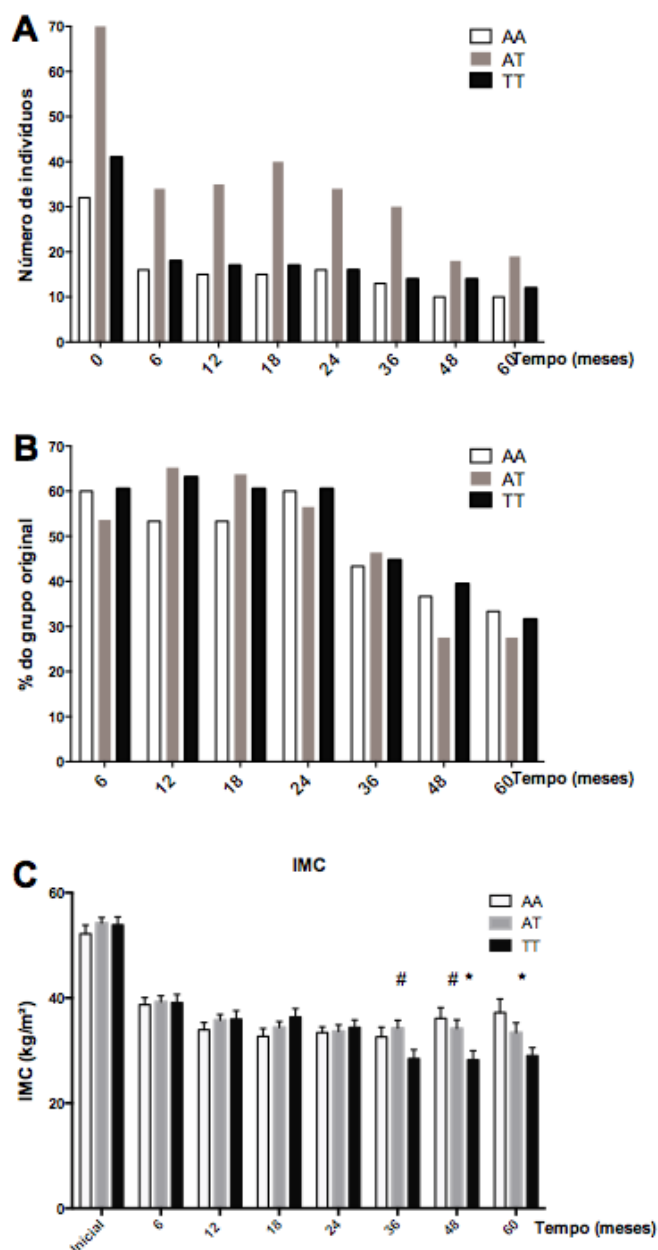 A
70
60
50
40
30
20
10
0
Número de indivíduos
AA
AT
TT
0 6 12 18 24 36 48 60
Tempo (meses)
B
70
60
50
40
30
20
10
0
% do grupo original
AA
AT
TT
6 12 18 24 36 48 60
Tempo (meses)
C
IMC
60
40
20
0
IMC (kg/m²)
AA
AT
TT
# # * *
Inicial 6 12 18 24 36 48 60
Tempo (meses)